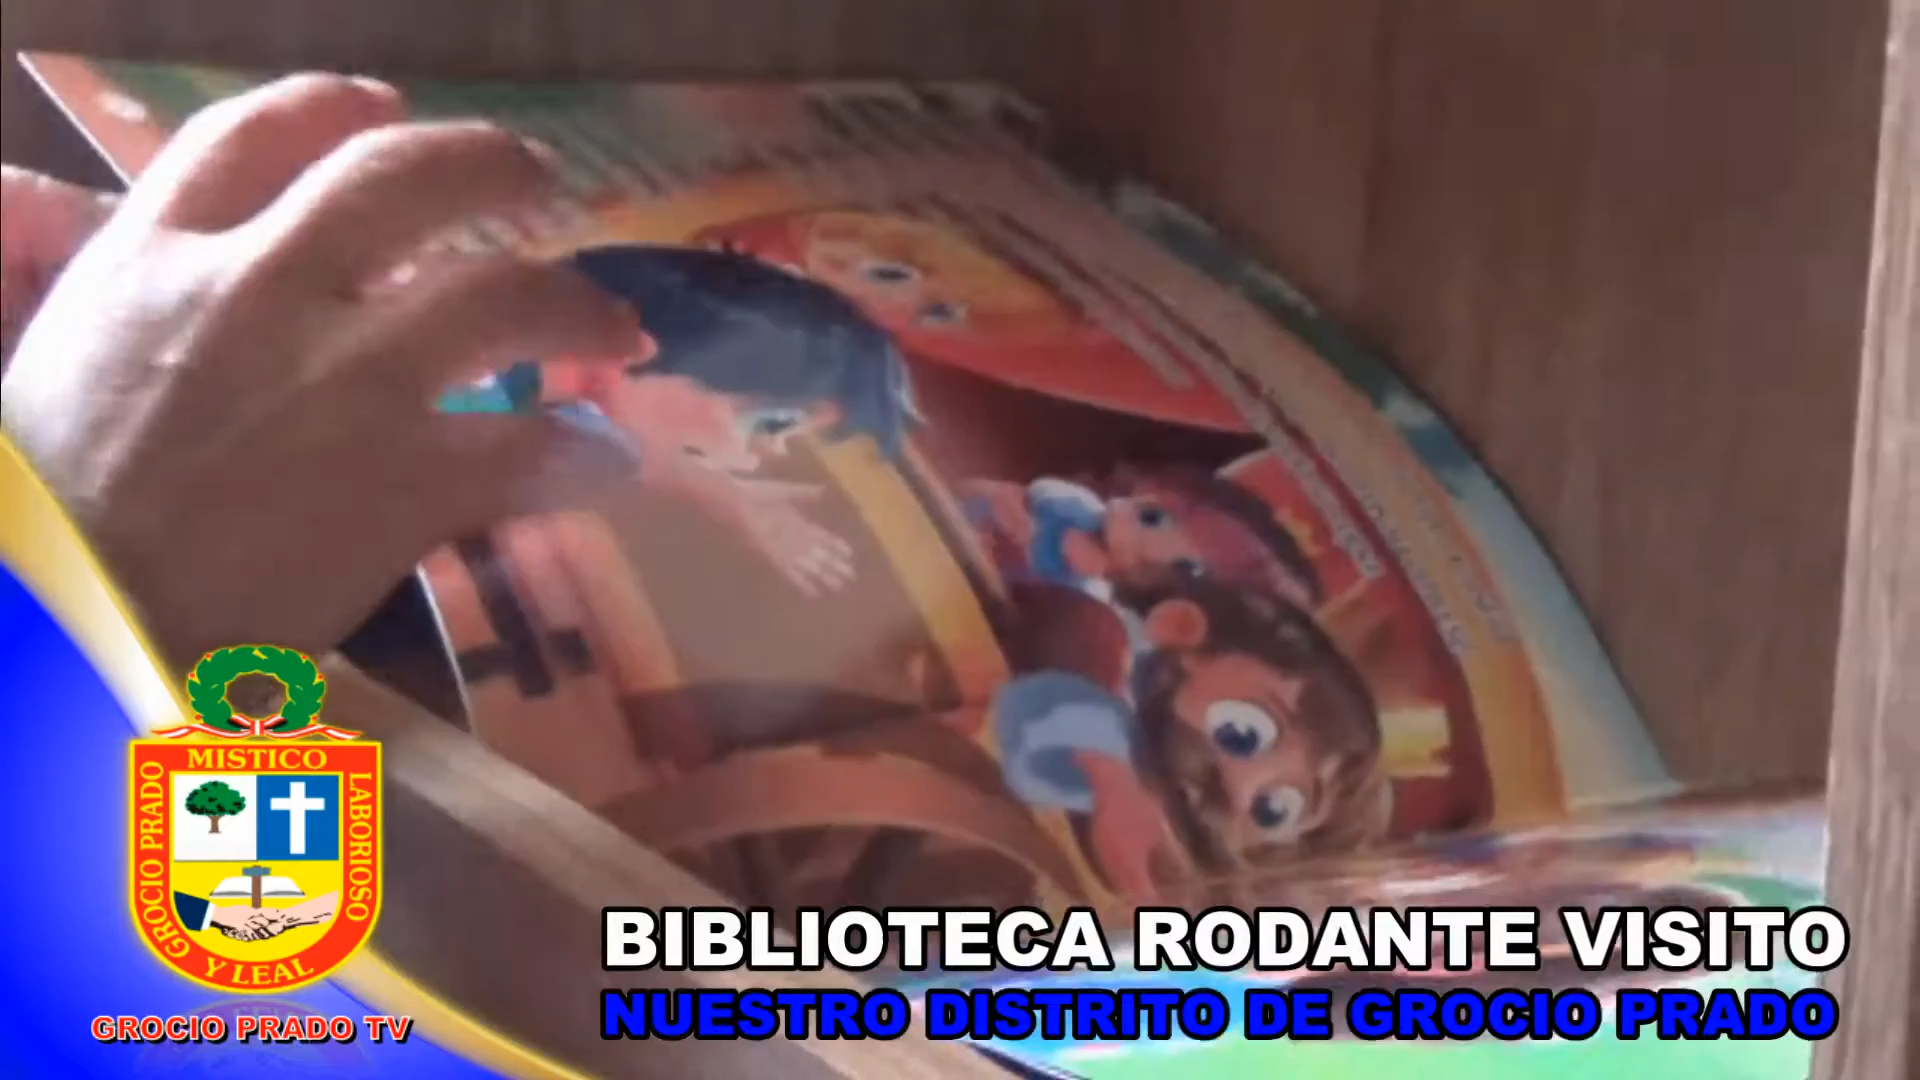 MISTICO
GROCIO PRADO
LABORIOSO
Y LEAL
GROCIO PRADO TV
BIBLIOTECA RODANTE VISITO
NUESTRO DISTRITO DE GROCIO PRADO